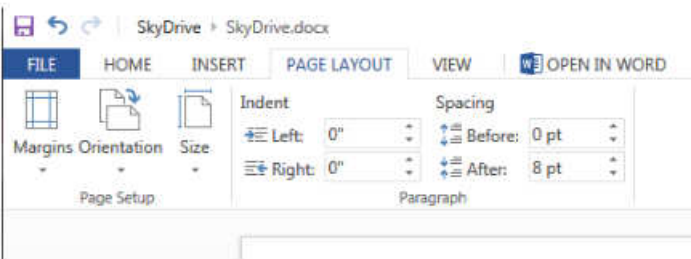 SkyDrive ▸ SkyDrive.docx
FILE HOME INSERT PAGE LAYOUT VIEW OPEN IN WORD
Indent Spacing
Left: 0" Before: 0 pt
Margins Orientation Size
Right: 0" After: 8 pt
Page Setup Paragraph